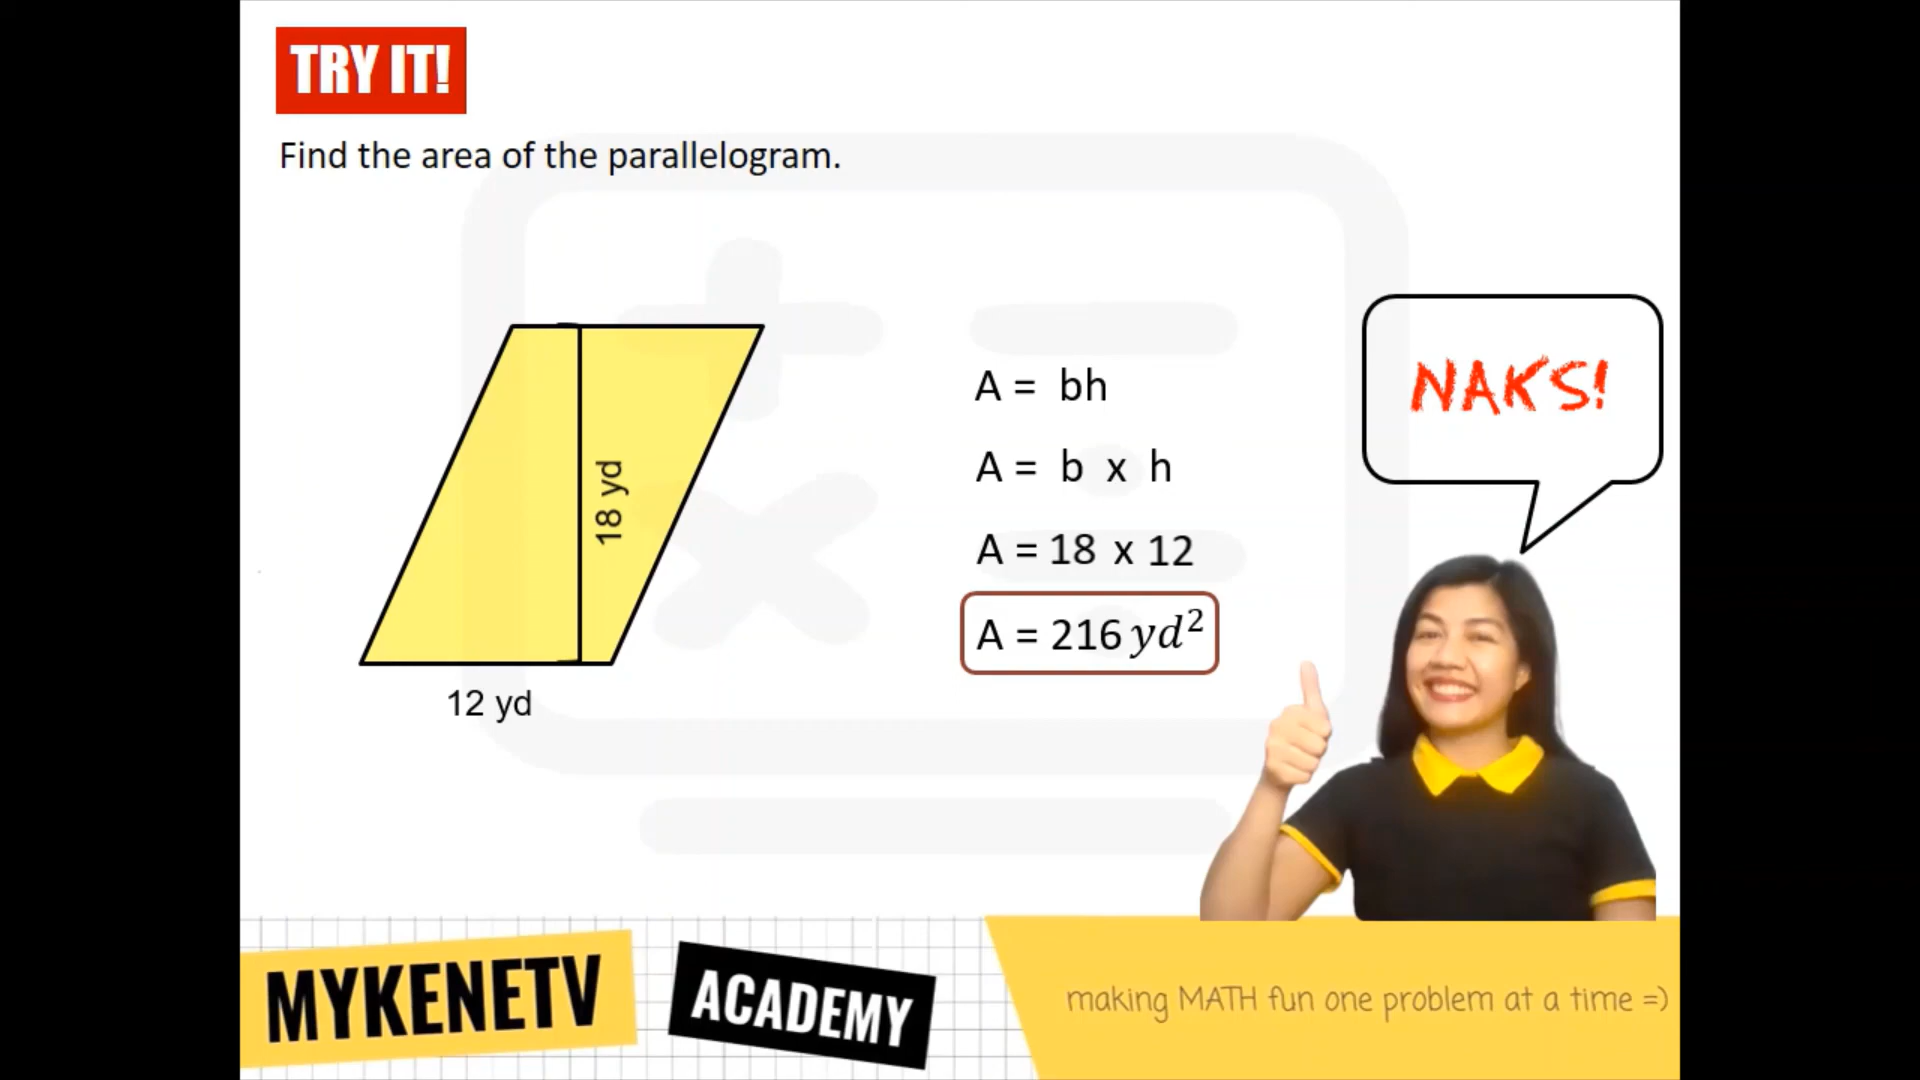 TRY IT!
Find the area of the parallelogram.
18 yd
12 yd
A = bh
A = b x h
A = 18 x 12
A = 216 yd²
NAKS!
MYKENETV
ACADEMY
making MATH fun one problem at a time =)